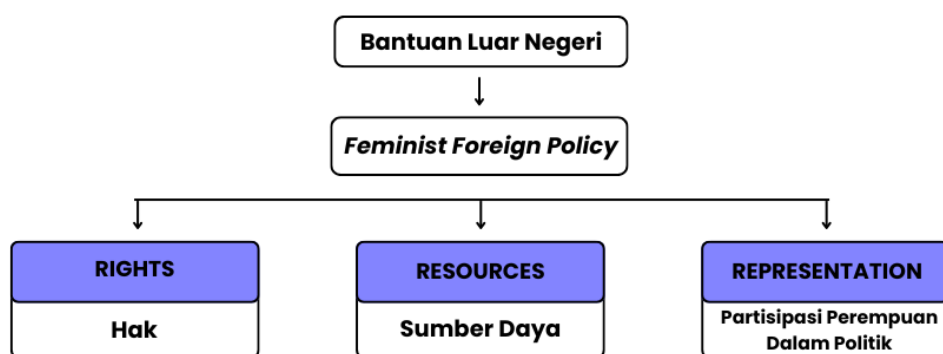 Bantuan Luar Negeri
Feminist Foreign Policy
RIGHTS
Hak
RESOURCES
Sumber Daya
REPRESENTATION
Partisipasi Perempuan
Dalam Politik